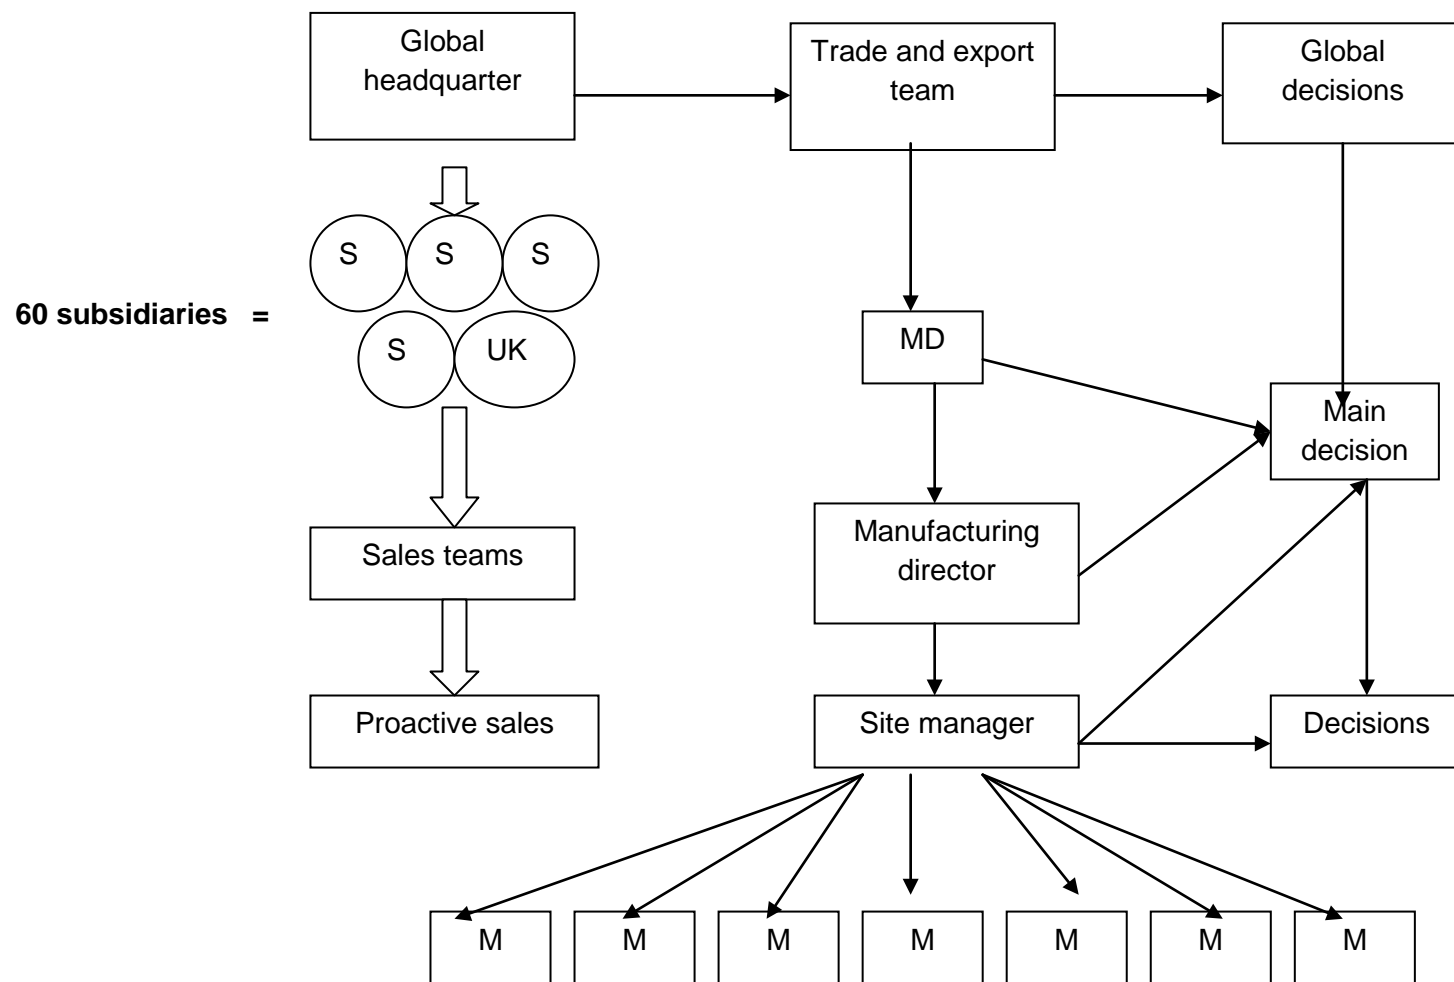 Global
headquarter
Trade and export
team
Global
decisions
S
S
S
60 subsidiaries =
S
UK
MD
Main
decision
Manufacturing
director
Sales teams
Proactive sales
Site manager
Decisions
M
M
M
M
M
M
M